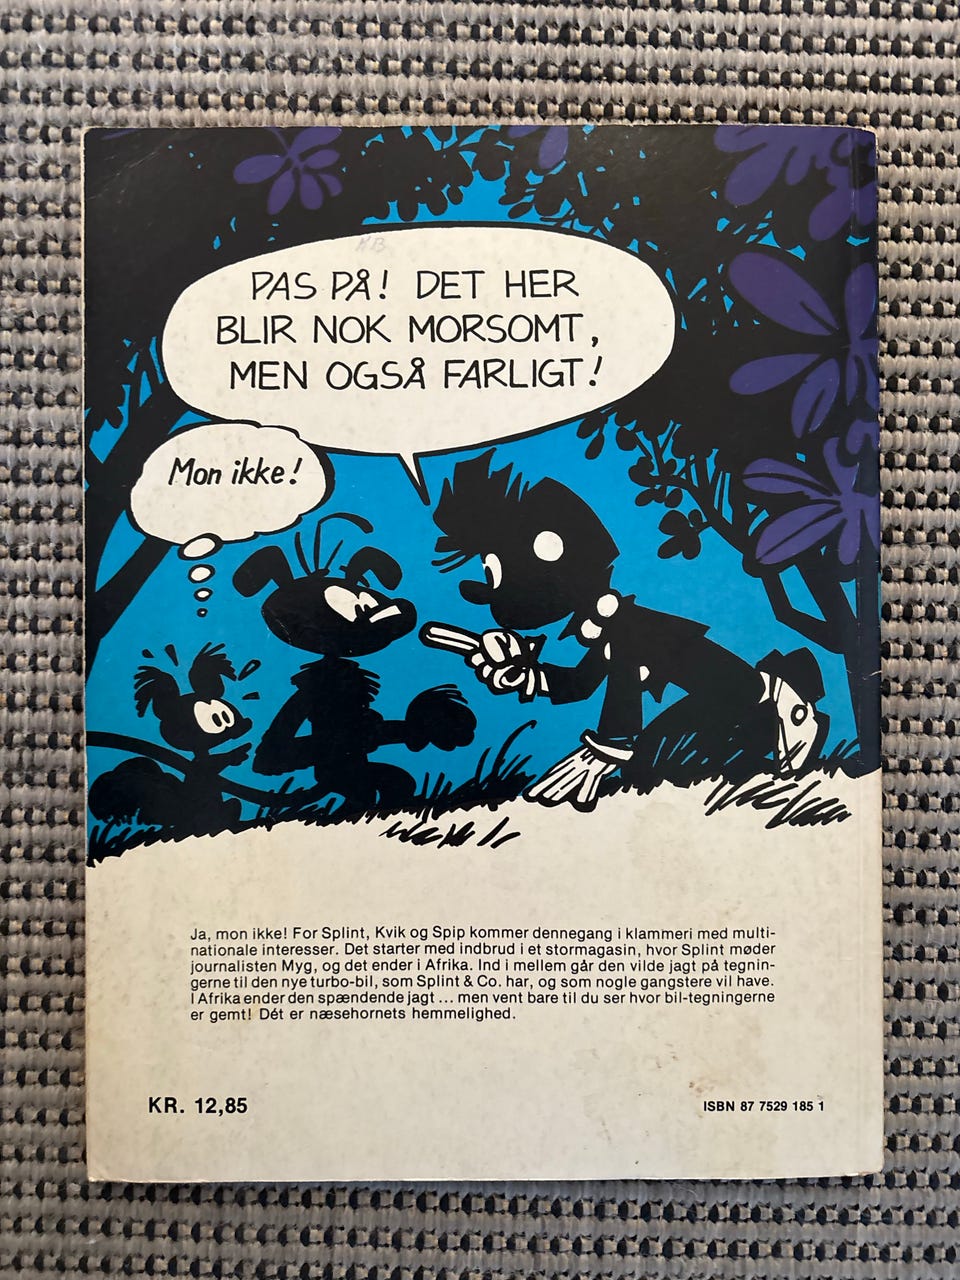 PAS PÅ! DET HER
BLIR NOK MORSOMT,
MEN OGSÅ FARLIGT!
Mon ikke!
Ja, mon ikke! For Splint, Kvik og Spip kommer dennegang i klammeri med multi-
nationale interesser. Det starter med indbrud i et stormagasin, hvor Splint møder
journalisten Myg, og det ender i Afrika. Ind i mellem går den vilde jagt på tegnin-
gerne til den nye turbo-bil, som Splint & Co. har, og som nogle gangstere vil have.
I Afrika ender den spændende jagt ... men vent bare til du ser hvor bil-tegningerne
er gemt! Dét er næsehornets hemmelighed.
KR. 12,85
ISBN 87 7529 185 1